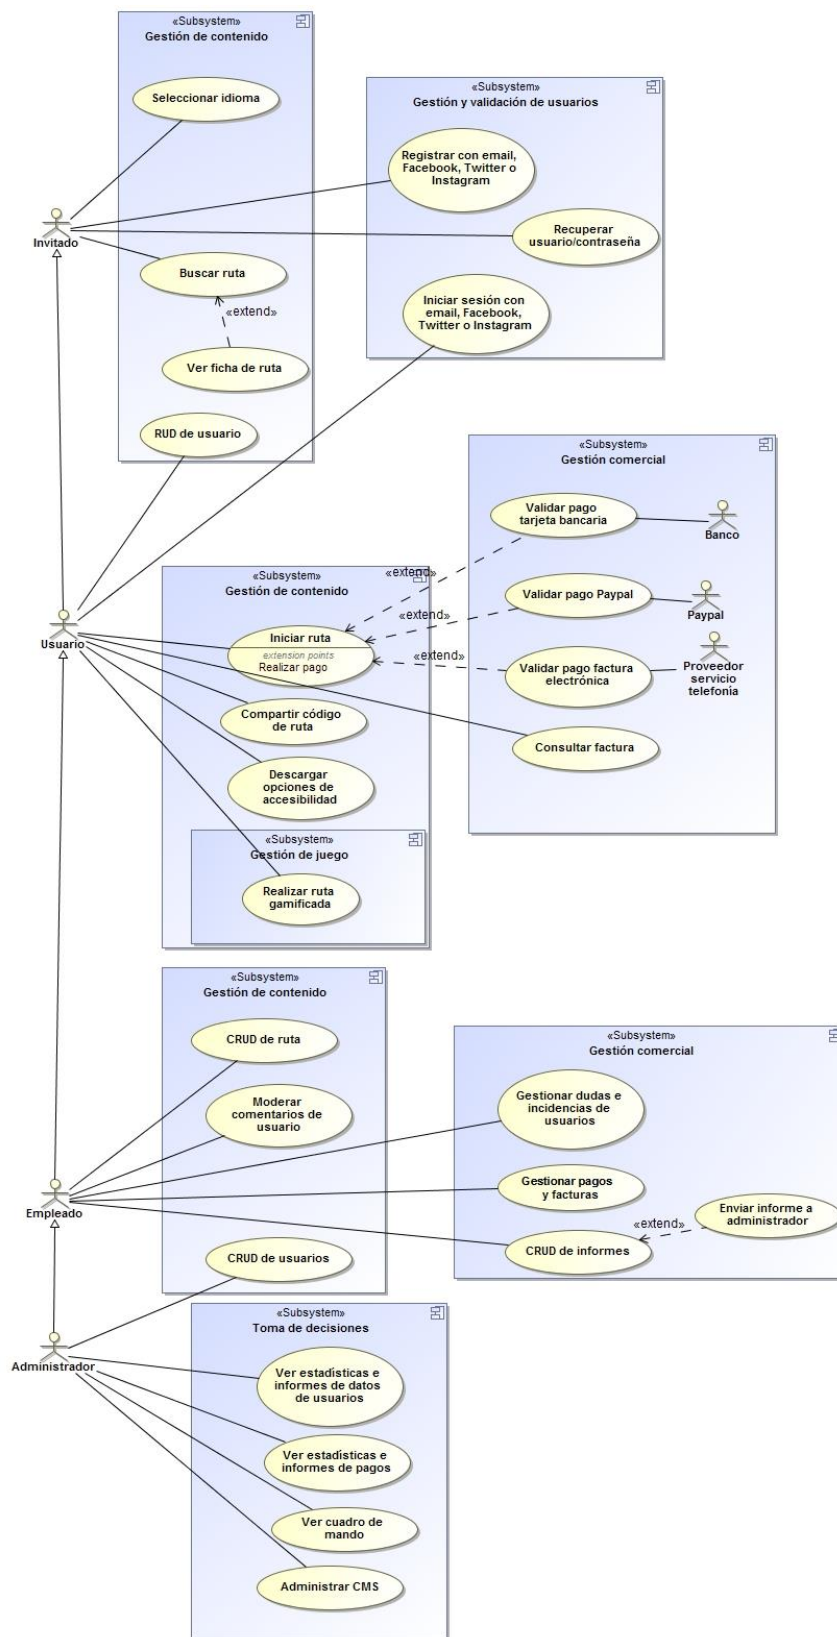 «Subsystem»
Gestión de contenido
Seleccionar idioma
«Subsystem»
Gestión y validación de usuarios
Registrar con email,
Facebook, Twitter o
Instagram
Invitado
Recuperar
usuario/contraseña
Buscar ruta
«extend»
Iniciar sesión con
email, Facebook,
Twitter o Instagram
Ver ficha de ruta
RUD de usuario
«Subsystem»
Gestión comercial
Validar pago
tarjeta bancaria
Banco
«Subsystem»
Gestión de contenido
«extend»
Validar pago Paypal
Paypal
Usuario
Iniciar ruta
extension points
Realizar pago
«extend»
«extend»
Validar pago factura
electrónica
Proveedor
servicio
telefonía
Compartir código
de ruta
Consultar factura
Descargar
opciones de
accesibilidad
«Subsystem»
Gestión de juego
Realizar ruta
gamificada
«Subsystem»
Gestión de contenido
CRUD de ruta
«Subsystem»
Gestión comercial
Moderar
comentarios de
usuario
Gestionar dudas e
incidencias de
usuarios
Empleado
Gestionar pagos
y facturas
Enviar informe a
administrador
«extend»
CRUD de informes
CRUD de usuarios
«Subsystem»
Toma de decisiones
Administrador
Ver estadísticas e
informes de datos
de usuarios
Ver estadísticas e
informes de pagos
Ver cuadro de
mando
Administrar CMS